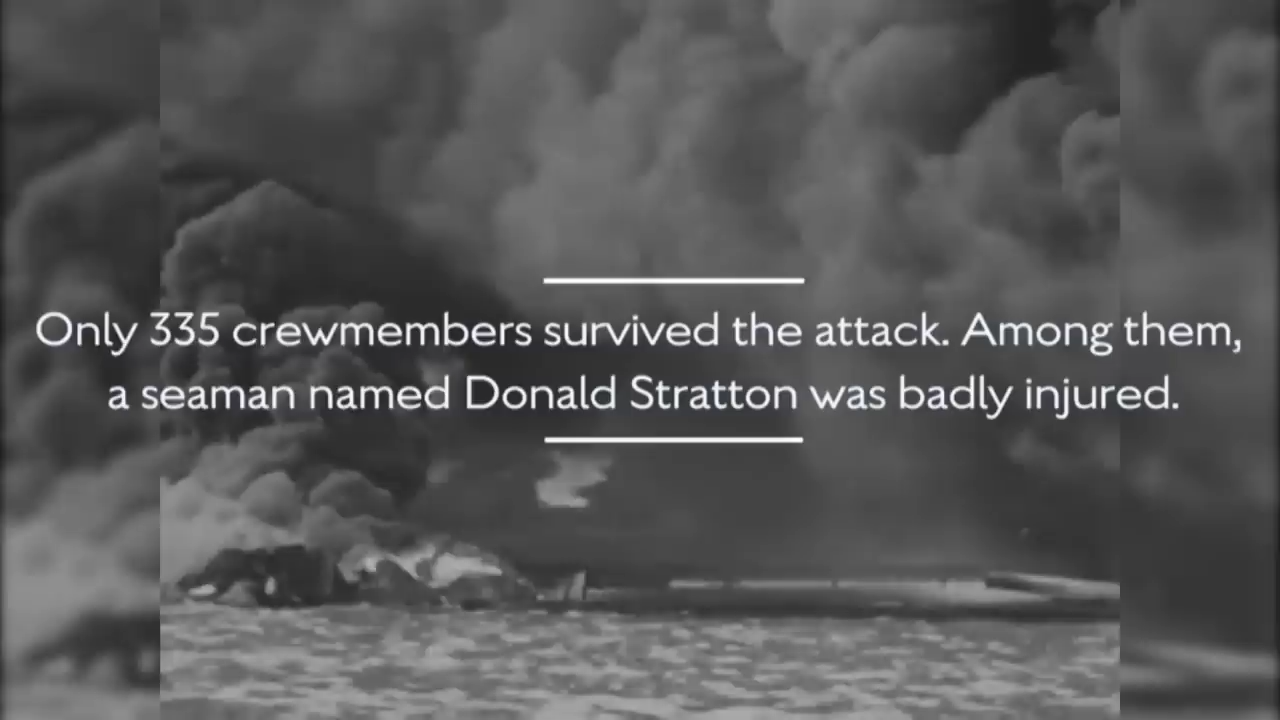 Only 335 crewmembers survived the attack. Among them,
a seaman named Donald Stratton was badly injured.